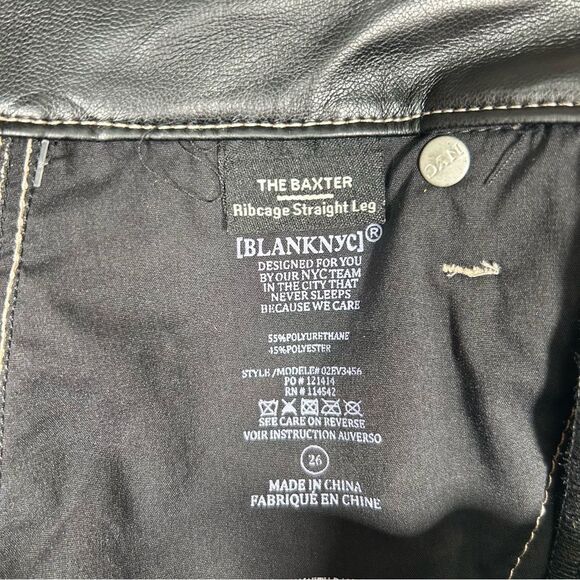 THE BAXTER
Ribcage Straight Leg
[BLANKNYC]®
DESIGNED FOR YOU
BY OUR NYC TEAM
IN THE CITY THAT
NEVER SLEEPS
BECAUSE WE CARE
55%POLYURETHANE
45%POLYESTER
STYLE/MODELE# 02EV3456
PO # 121414
RN # 114542
SEE CARE ON REVERSE
VOIR INSTRUCTION AUVERSO
26
MADE IN CHINA
FABRIQUÉ EN CHINE